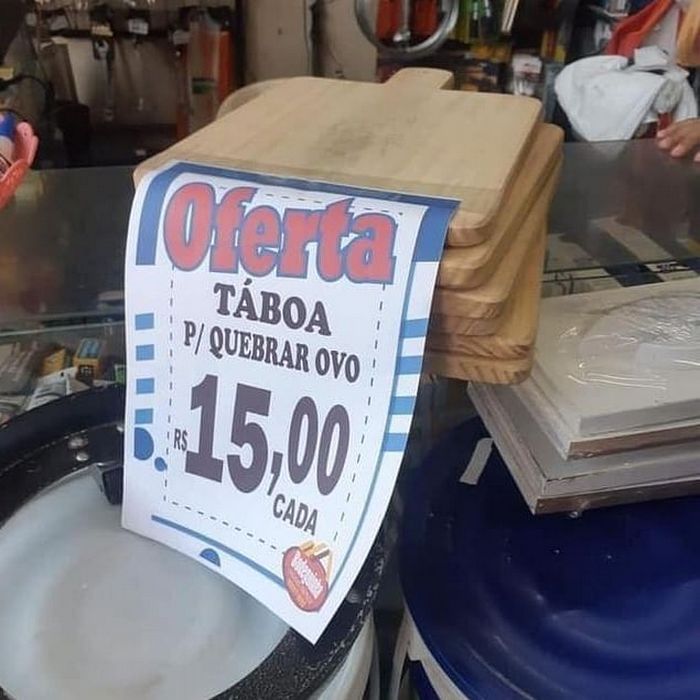 Oferta
TÁBOA
P/ QUEBRAR OVO
R$ 15,00
CADA